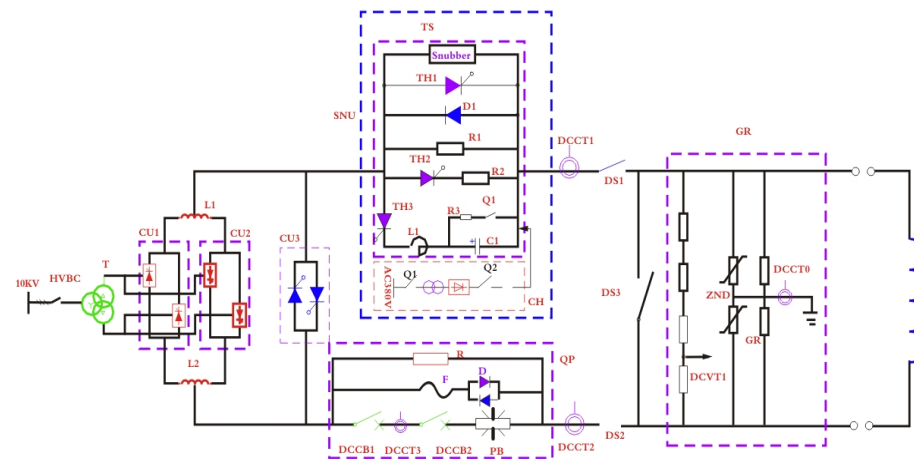 TS
Snubber
TH1
SNU
D1
R1
DCCT1
GR
TH2
R2
DS1
TH3
R3
Q1
L1
L1
C1
CU1
CU2
CU3
T
HVBC
10KV
AC380V
Q1
Q2
CH
DS3
ZND
DCCT0
GR
DCVT1
L2
R
QP
F
D
DCCB1
DCCT3
DCCB2
PB
DCCT2
DS2